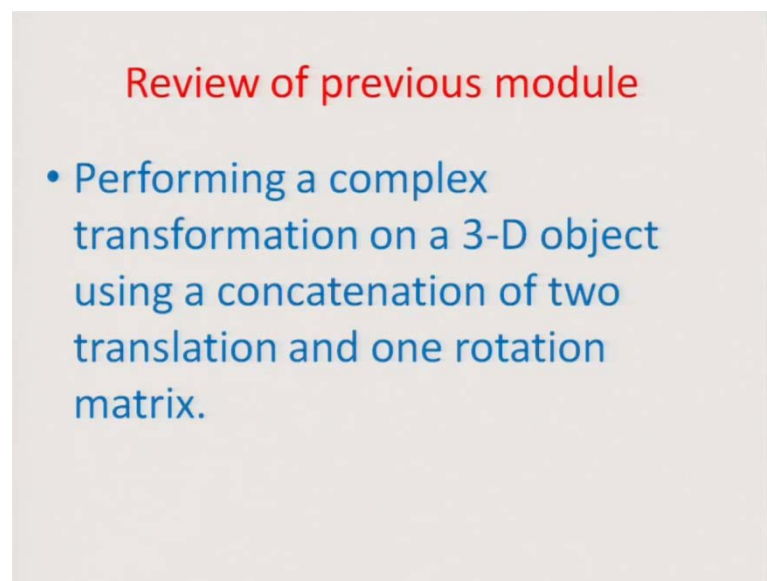 Review of previous module
• Performing a complex
transformation on a 3-D object
using a concatenation of two
translation and one rotation
matrix.